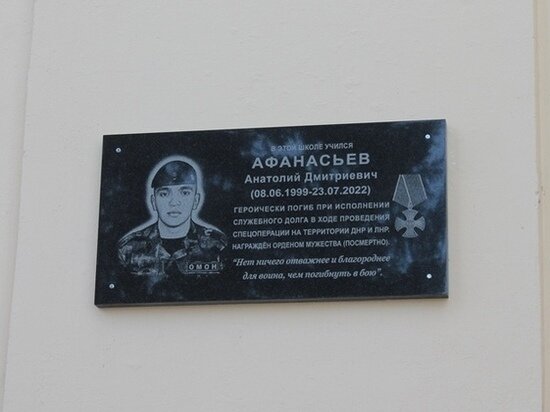 В ЭТОЙ ШКОЛЕ УЧИЛСЯ
АФАНАСЬЕВ
Анатолий Дмитриевич
(08.06.1999-23.07.2022)
ГЕРОИЧЕСКИ ПОГИБ ПРИ ИСПОЛНЕНИИ
СЛУЖЕБНОГО ДОЛГА В ХОДЕ ПРОВЕДЕНИЯ
СПЕЦОПЕРАЦИИ НА ТЕРРИТОРИИ ДНР И ЛНР.
НАГРАЖДЁН ОРДЕНОМ МУЖЕСТВА (ПОСМЕРТНО).
"Нет ничего отважнее и благороднее
для воина, чем погибнуть в бою".
ОМОН